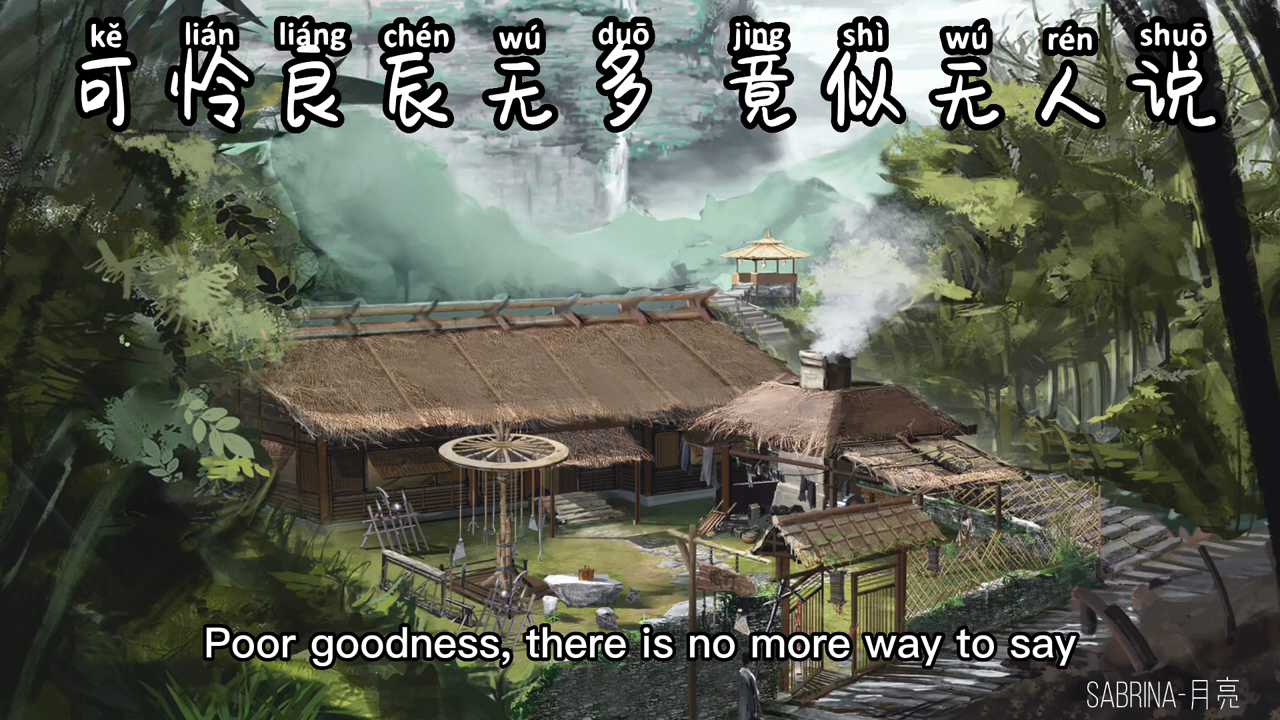 kě lián liáng chén wú duō jìng shì wú rén shuō
可怜良辰无多 竟似无人说
Poor goodness, there is no more way to say
SABRINA-月亮